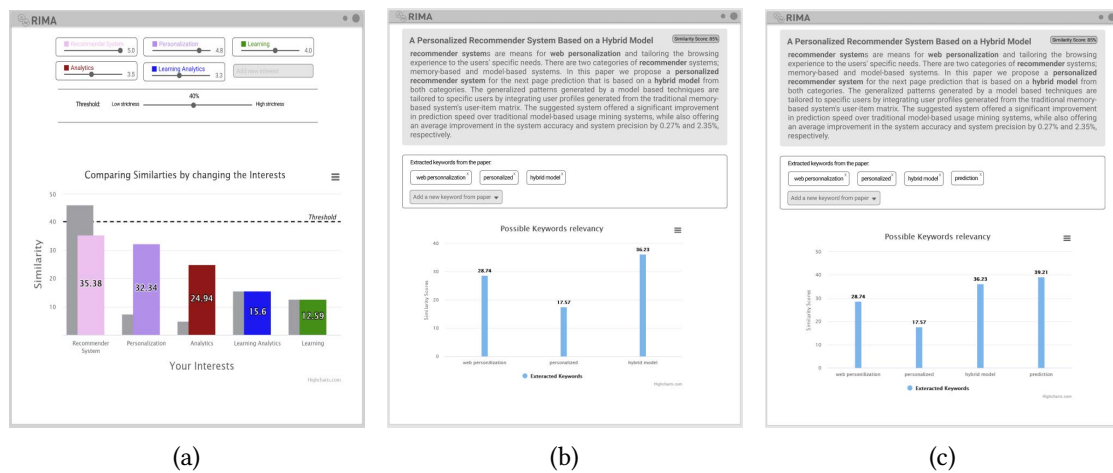 RIMA
Recommender System 5.0
Personalization 4.8
Learning 4.0
Analytics 3.5
Learning Analytics 3.3
Add new interest
40%
Threshold Low strictness High strictness
Comparing Similarties by changing the Interests
50
40
30
20
10
Similarity
Threshold
35.38
32.34
24.94
15.6
12.59
Recommender System
Personalization
Analytics
Learning Analytics
Learning
Your Interests
Highcharts.com
(a)
RIMA
A Personalized Recommender System Based on a Hybrid Model
Similarity Score: 85%
recommender systems are means for web personalization and tailoring the browsing
experience to the users' specific needs. There are two categories of recommender systems;
memory-based and model-based systems. In this paper we propose a personalized
recommender system for the next page prediction that is based on a hybrid model from
both categories. The generalized patterns generated by a model based techniques are
tailored to specific users by integrating user profiles generated from the traditional memory-
based system's user-item matrix. The suggested system offered a significant improvement
in prediction speed over traditional model-based usage mining systems, while also offering
an average improvement in the system accuracy and system precision by 0.27% and 2.35%,
respectively.
Extracted keywords from the paper:
web personnalization x personalized x hybrid model x
Add a new keyword from paper
Possible Keywords relevancy
40
30
20
10
0
Similarity Scores
28.74
17.57
36.23
web personlization
personalized
hybrid model
Exteracted Keywords
Highcharts.com
(b)
RIMA
A Personalized Recommender System Based on a Hybrid Model
Similarity Score: 85%
recommender systems are means for web personalization and tailoring the browsing
experience to the users' specific needs. There are two categories of recommender systems;
memory-based and model-based systems. In this paper we propose a personalized
recommender system for the next page prediction that is based on a hybrid model from
both categories. The generalized patterns generated by a model based techniques are
tailored to specific users by integrating user profiles generated from the traditional memory-
based system's user-item matrix. The suggested system offered a significant improvement
in prediction speed over traditional model-based usage mining systems, while also offering
an average improvement in the system accuracy and system precision by 0.27% and 2.35%,
respectively.
Extracted keywords from the paper:
web personnalization x personalized x hybrid model x prediction x
Add a new keyword from paper
Possible Keywords relevancy
50
40
30
20
10
0
Similarity Scores
28.74
17.57
36.23
39.21
web personlization
personalized
hybrid model
prediction
Exteracted Keywords
Highcharts.com
(c)